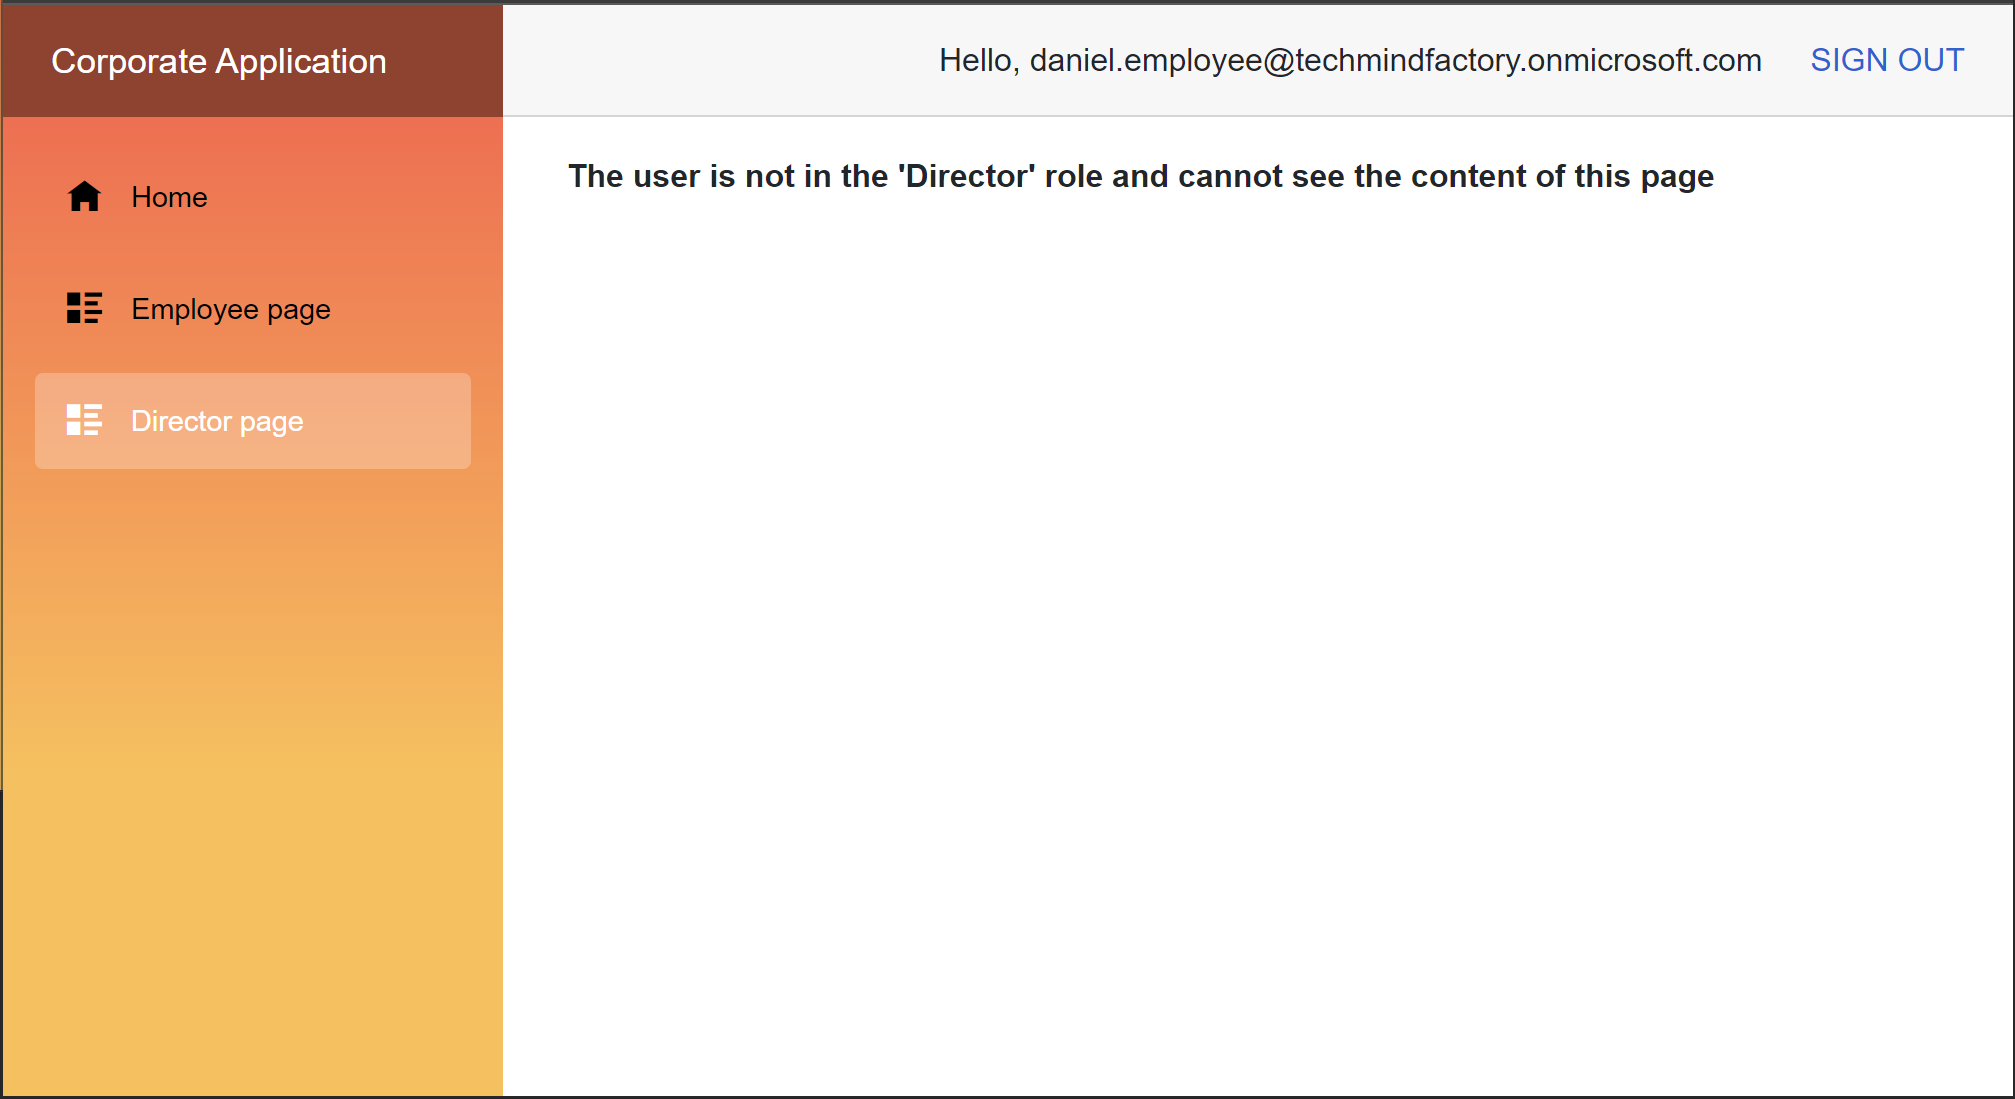 Corporate Application
Hello, daniel.employee@techmindfactory.onmicrosoft.com SIGN OUT
Home
Employee page
Director page
The user is not in the 'Director' role and cannot see the content of this page